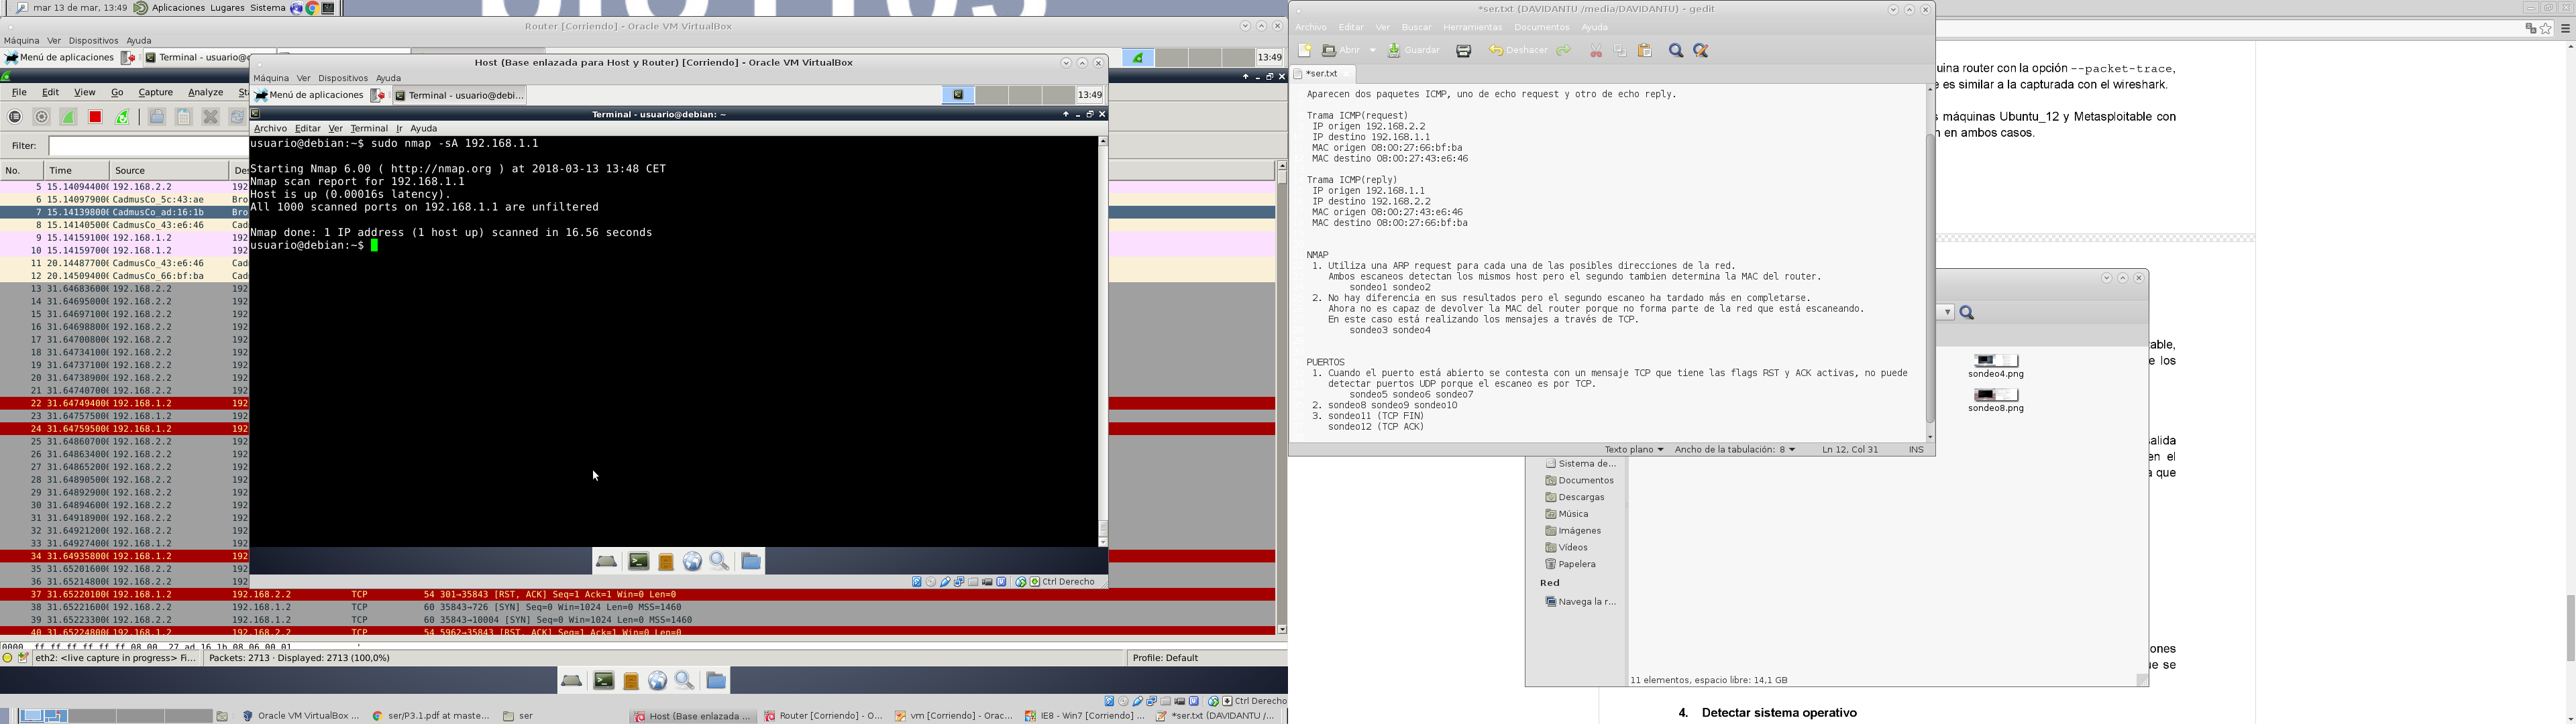 mar 13 de mar, 13:49
Aplicaciones Lugares Sistema
Router [Corriendo] - Oracle VM VirtualBox
Máquina Ver Dispositivos Ayuda
Menú de aplicaciones
13:49
File Edit View Go Capture Analyze
Filter:
No. Time Source
Host (Base enlazada para Host y Router) [Corriendo] - Oracle VM VirtualBox
Máquina Ver Dispositivos Ayuda
Menú de aplicaciones Terminal - usuario@debi...
13:49
Terminal - usuario@debian: ~
Archivo Editar Ver Terminal Ir Ayuda
usuario@debian:~$ sudo nmap -sA 192.168.1.1
Starting Nmap 6.00 ( http://nmap.org ) at 2018-03-13 13:48 CET
Nmap scan report for 192.168.1.1
Host is up (0.00016s latency).
All 1000 scanned ports on 192.168.1.1 are unfiltered
Nmap done: 1 IP address (1 host up) scanned in 16.56 seconds
usuario@debian:~$
Ctrl Derecho
5 15.14094400( 192.168.2.2 192
6 15.14097900( CadmusCo_5c:43:ae Bro
7 15.14139800( CadmusCo_ad:16:1b Bro
8 15.14140500( CadmusCo_43:e6:46 Cad
9 15.14159100( 192.168.1.2 192
10 15.14159700( 192.168.1.2 192
11 20.14487700( CadmusCo_43:e6:46 Cad
12 20.14509400( CadmusCo_66:bf:ba Cad
13 31.64683600( 192.168.2.2 192
14 31.64695000( 192.168.2.2 192
15 31.64697100( 192.168.2.2 192
16 31.64698800( 192.168.2.2 192
17 31.64700800( 192.168.2.2 192
18 31.64734100( 192.168.2.2 192
19 31.64737100( 192.168.2.2 192
20 31.64738900( 192.168.2.2 192
21 31.64740700( 192.168.2.2 192
22 31.64749400( 192.168.1.2 192
23 31.64757500( 192.168.1.2 192
24 31.64759500( 192.168.1.2 192
25 31.64860700( 192.168.2.2 192
26 31.64863400( 192.168.2.2 192
27 31.64865200( 192.168.2.2 192
28 31.64890500( 192.168.2.2 192
29 31.64892900( 192.168.2.2 192
30 31.64894600( 192.168.2.2 192
31 31.64918900( 192.168.2.2 192
32 31.64921200( 192.168.2.2 192
33 31.64927400( 192.168.1.2 192
34 31.64935800( 192.168.1.2 192
35 31.65201600( 192.168.2.2 192
36 31.65214800( 192.168.2.2 192
37 31.65220100( 192.168.1.2 192.168.2.2 TCP 54 301→35843 [RST, ACK] Seq=1 Ack=1 Win=0 Len=0
38 31.65221600( 192.168.2.2 192.168.1.2 TCP 60 35843→726 [SYN] Seq=0 Win=1024 Len=0 MSS=1460
39 31.65223300( 192.168.2.2 192.168.1.2 TCP 60 35843→10004 [SYN] Seq=0 Win=1024 Len=0 MSS=1460
40 31.65224800( 192.168.1.2 192.168.2.2 TCP 54 5962→35843 [RST, ACK] Seq=1 Ack=1 Win=0 Len=0
0000 ff ff ff ff ff ff 08 00 27 ad 16 1b 08 06 00 01
eth2: <live capture in progress> Fi... Packets: 2713 · Displayed: 2713 (100,0%) Profile: Default
Ctrl Derecho
*ser.txt (DAVIDANTU /media/DAVIDANTU) - gedit
Archivo Editar Ver Buscar Herramientas Documentos Ayuda
Abrir Guardar Deshacer
*ser.txt
Aparecen dos paquetes ICMP, uno de echo request y otro de echo reply.
Trama ICMP(request)
IP origen 192.168.2.2
IP destino 192.168.1.1
MAC origen 08:00:27:66:bf:ba
MAC destino 08:00:27:43:e6:46
Trama ICMP(reply)
IP origen 192.168.1.1
IP destino 192.168.2.2
MAC origen 08:00:27:43:e6:46
MAC destino 08:00:27:66:bf:ba
NMAP
1. Utiliza una ARP request para cada una de las posibles direcciones de la red.
Ambos escaneos detectan los mismos host pero el segundo tambien determina la MAC del router.
sondeo1 sondeo2
2. No hay diferencia en sus resultados pero el segundo escaneo ha tardado más en completarse.
Ahora no es capaz de devolver la MAC del router porque no forma parte de la red que está escaneando.
En este caso está realizando los mensajes a través de TCP.
sondeo3 sondeo4
PUERTOS
1. Cuando el puerto está abierto se contesta con un mensaje TCP que tiene las flags RST y ACK activas, no puede
detectar puertos UDP porque el escaneo es por TCP.
sondeo5 sondeo6 sondeo7
2. sondeo8 sondeo9 sondeo10
3. sondeo11 (TCP FIN)
sondeo12 (TCP ACK)
Texto plano Ancho de la tabulación: 8 Ln 12, Col 31 INS
uina router con la opción --packet-trace,
e es similar a la capturada con el wireshark.
s máquinas Ubuntu_12 y Metasploitable con
n en ambos casos.
sondeo4.png
sondeo8.png
Sistema de...
Documentos
Descargas
Música
Imágenes
Vídeos
Papelera
Red
Navega la r...
11 elementos, espacio libre: 14,1 GB
table,
e los
alida
en el
a que
ones
ue se
4. Detectar sistema operativo
Oracle VM VirtualBox ... ser/P3.1.pdf at maste... ser Host (Base enlazada ... Router [Corriendo] - O... vm [Corriendo] - Orac... IE8 - Win7 [Corriendo] ... *ser.txt (DAVIDANTU /...